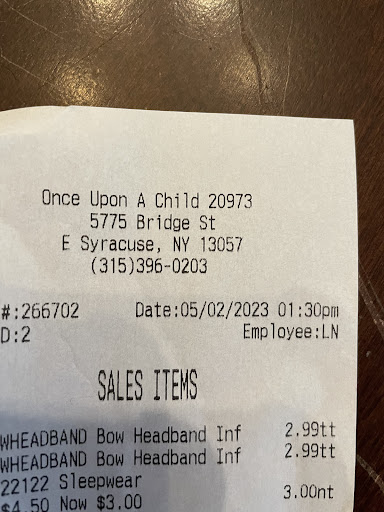 Once Upon A Child 20973
5775 Bridge St
E Syracuse, NY 13057
(315)396-0203
#:266702 Date:05/02/2023 01:30pm
D:2 Employee:LN
SALES ITEMS
WHEADBAND Bow Headband Inf 2.99tt
WHEADBAND Bow Headband Inf 2.99tt
22122 Sleepwear 3.00nt
$4.50 Now $3.00